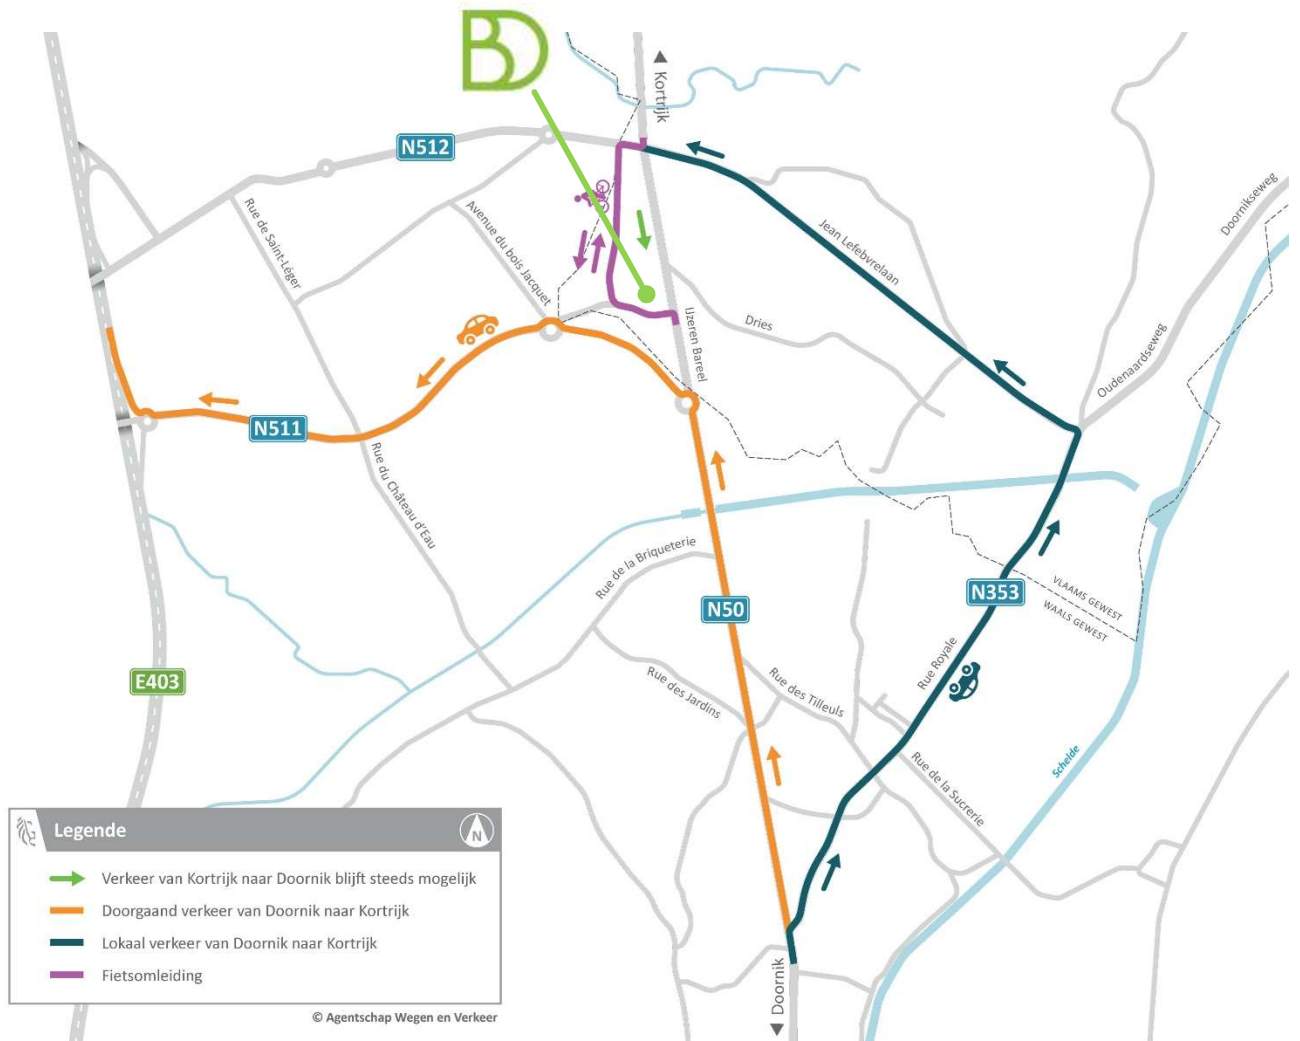 BD
Kortrijk
N512
Doornikseweg
Rue de Saint-Léger
Avenue du bois Jacquet
Jean Lefebvrelaan
IJzeren Bareel
Dries
Oudenaardseweg
N511
Rue du Château d'Eau
Rue de la Briqueterie
N50
N353
VLAAMS GEWEST
WAALS GEWEST
E403
Rue Royale
Rue des Jardins
Rue des Tilleuls
Rue de la Sucrerie
Schelde
Doornik
Legende
N
Verkeer van Kortrijk naar Doornik blijft steeds mogelijk
Doorgaand verkeer van Doornik naar Kortrijk
Lokaal verkeer van Doornik naar Kortrijk
Fietsomleiding
© Agentschap Wegen en Verkeer